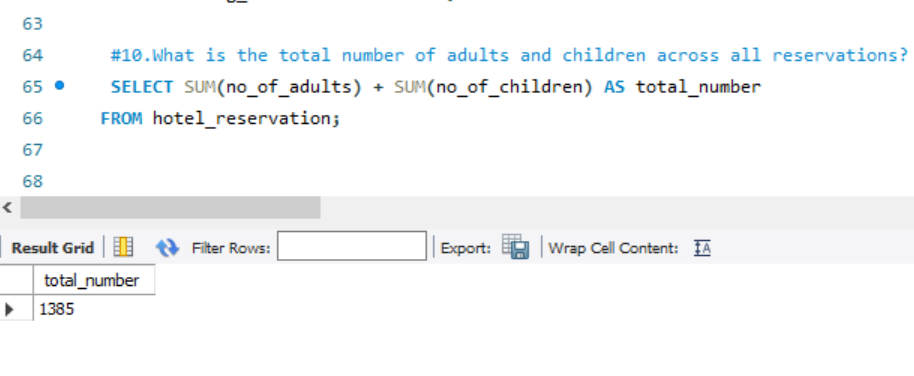 63
64 #10.What is the total number of adults and children across all reservations?
65 SELECT SUM(no_of_adults) + SUM(no_of_children) AS total_number
66 FROM hotel_reservation;
67
68
Result Grid Filter Rows: Export: Wrap Cell Content: IA
total_number
1385